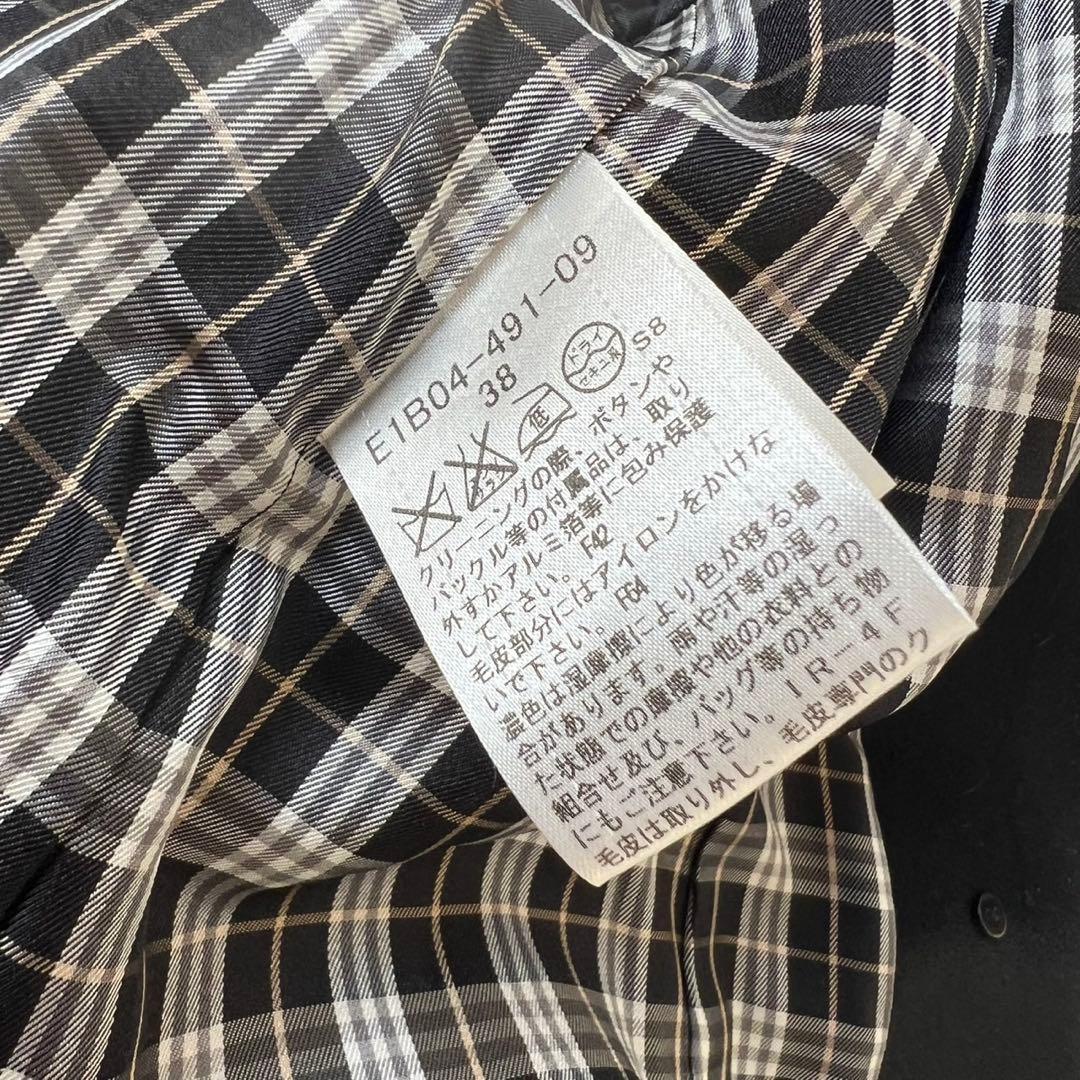 E1B04-491-09
38
低
ドライ
セキユ系
S8
クリーニングの際、ボタンや
バックル等の付属品は、取り
外すかアルミ箔等に包み保護
して下さい。F42
毛皮部分にはアイロンをかけな
いで下さい。F64
濃色は湿摩擦により色が移る場
合があります。雨や汗等の湿っ
た状態での摩擦や他の衣料との
組合せ及び、バッグ等の持ち物
にもご注意下さい。IR-4F
毛皮は取り外し、毛皮専門のク